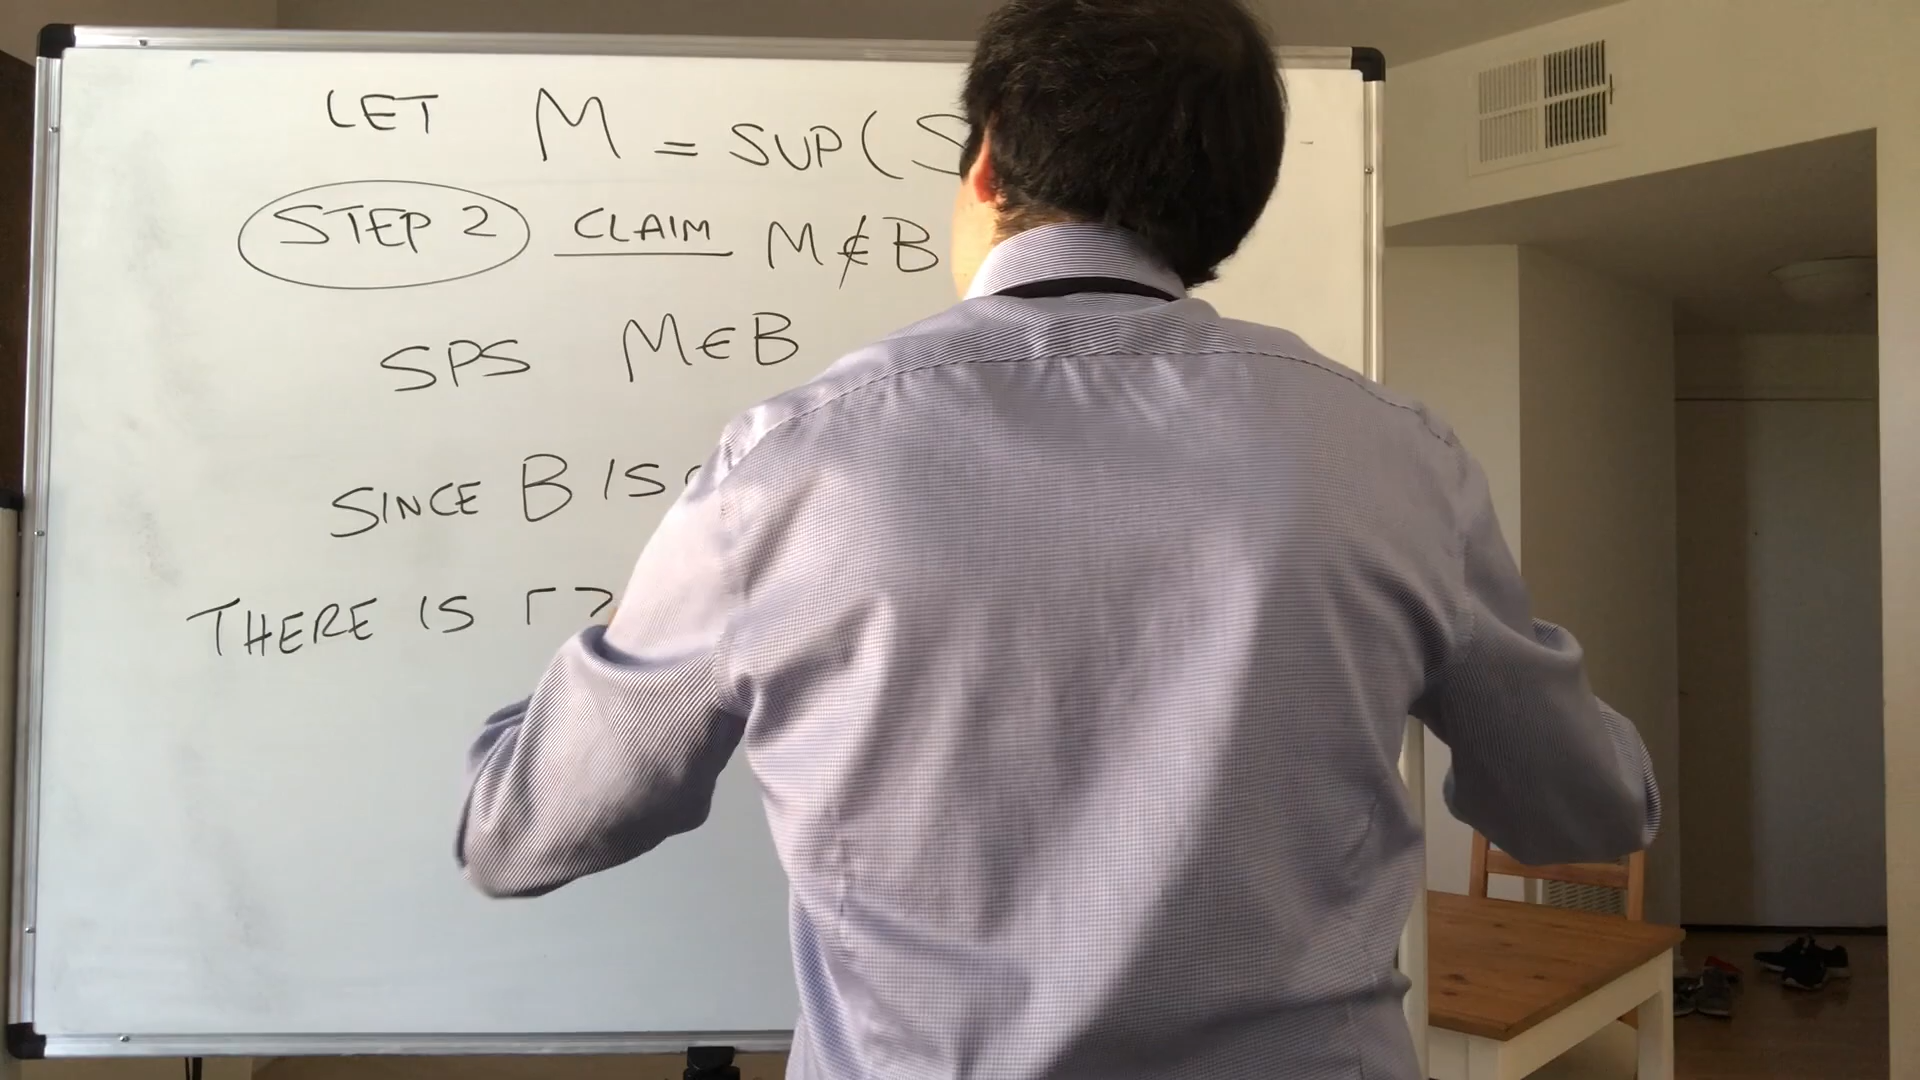 LET M = SUP( S
STEP 2 CLAIM M ∉ B
SPS M ∈ B
SINCE B IS
THERE IS r >